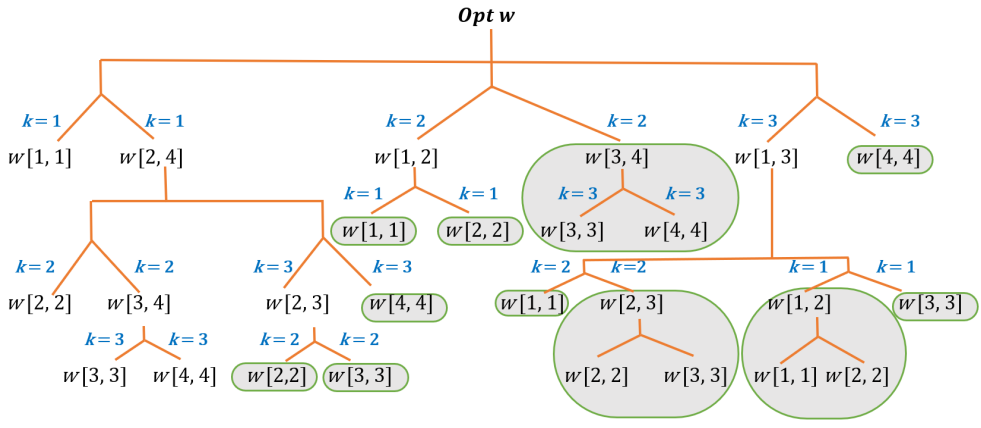 Opt w
k = 1 k = 1 k = 2 k = 2 k = 3 k = 3
w[1, 1] w[2, 4] w[1, 2] w[3, 4] w[1, 3] w[4, 4]
k = 1 k = 1 k = 3 k = 3
w[1, 1] w[2, 2] w[3, 3] w[4, 4]
k = 2 k = 2 k = 3 k = 3 k = 2 k = 2 k = 1 k = 1
w[2, 2] w[3, 4] w[2, 3] w[4, 4] w[1, 1] w[2, 3] w[1, 2] w[3, 3]
k = 3 k = 3 k = 2 k = 2
w[3, 3] w[4, 4] w[2,2] w[3, 3] w[2, 2] w[3, 3] w[1, 1] w[2, 2]